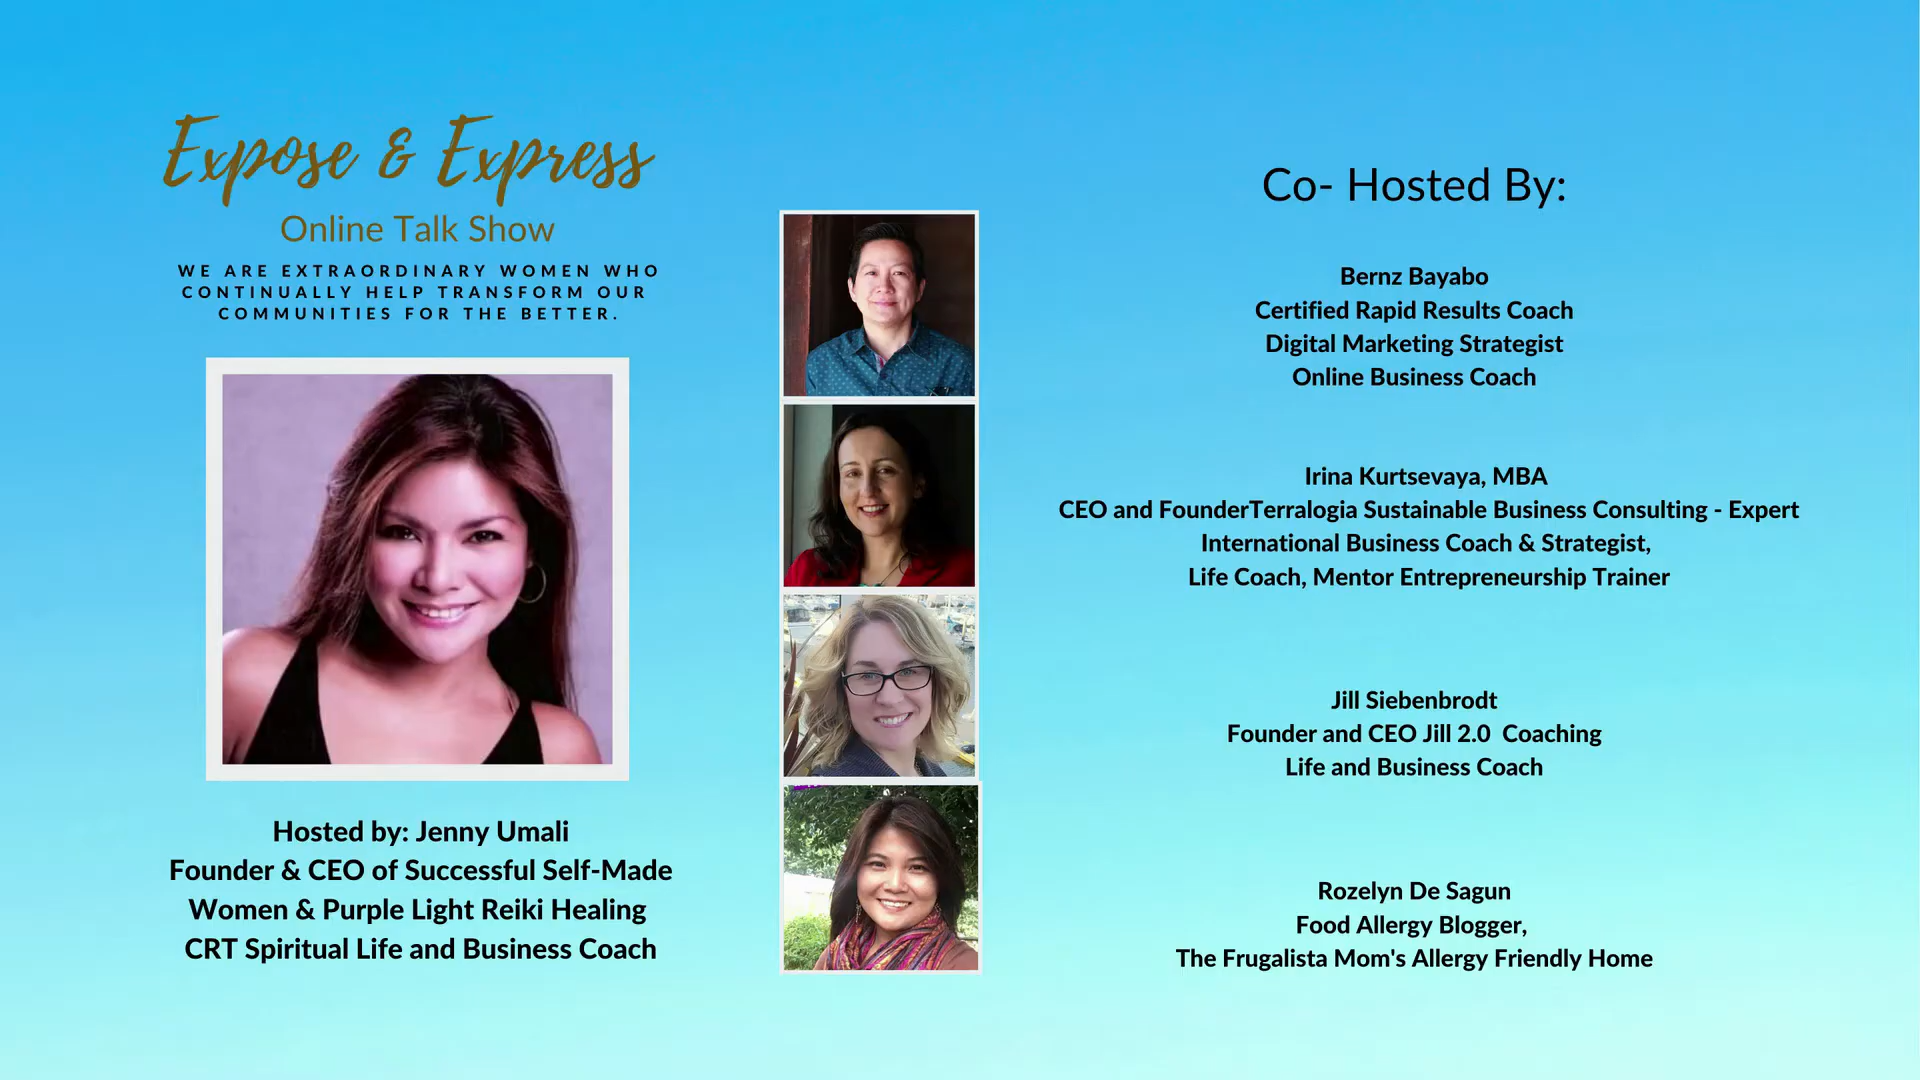 Expose & Express
Online Talk Show
WE ARE EXTRAORDINARY WOMEN WHO
CONTINUALLY HELP TRANSFORM OUR
COMMUNITIES FOR THE BETTER.
Hosted by: Jenny Umali
Founder & CEO of Successful Self-Made
Women & Purple Light Reiki Healing
CRT Spiritual Life and Business Coach
Co- Hosted By:
Bernz Bayabo
Certified Rapid Results Coach
Digital Marketing Strategist
Online Business Coach
Irina Kurtsevaya, MBA
CEO and FounderTerralogia Sustainable Business Consulting - Expert
International Business Coach & Strategist,
Life Coach, Mentor Entrepreneurship Trainer
Jill Siebenbrodt
Founder and CEO Jill 2.0 Coaching
Life and Business Coach
Rozelyn De Sagun
Food Allergy Blogger,
The Frugalista Mom's Allergy Friendly Home